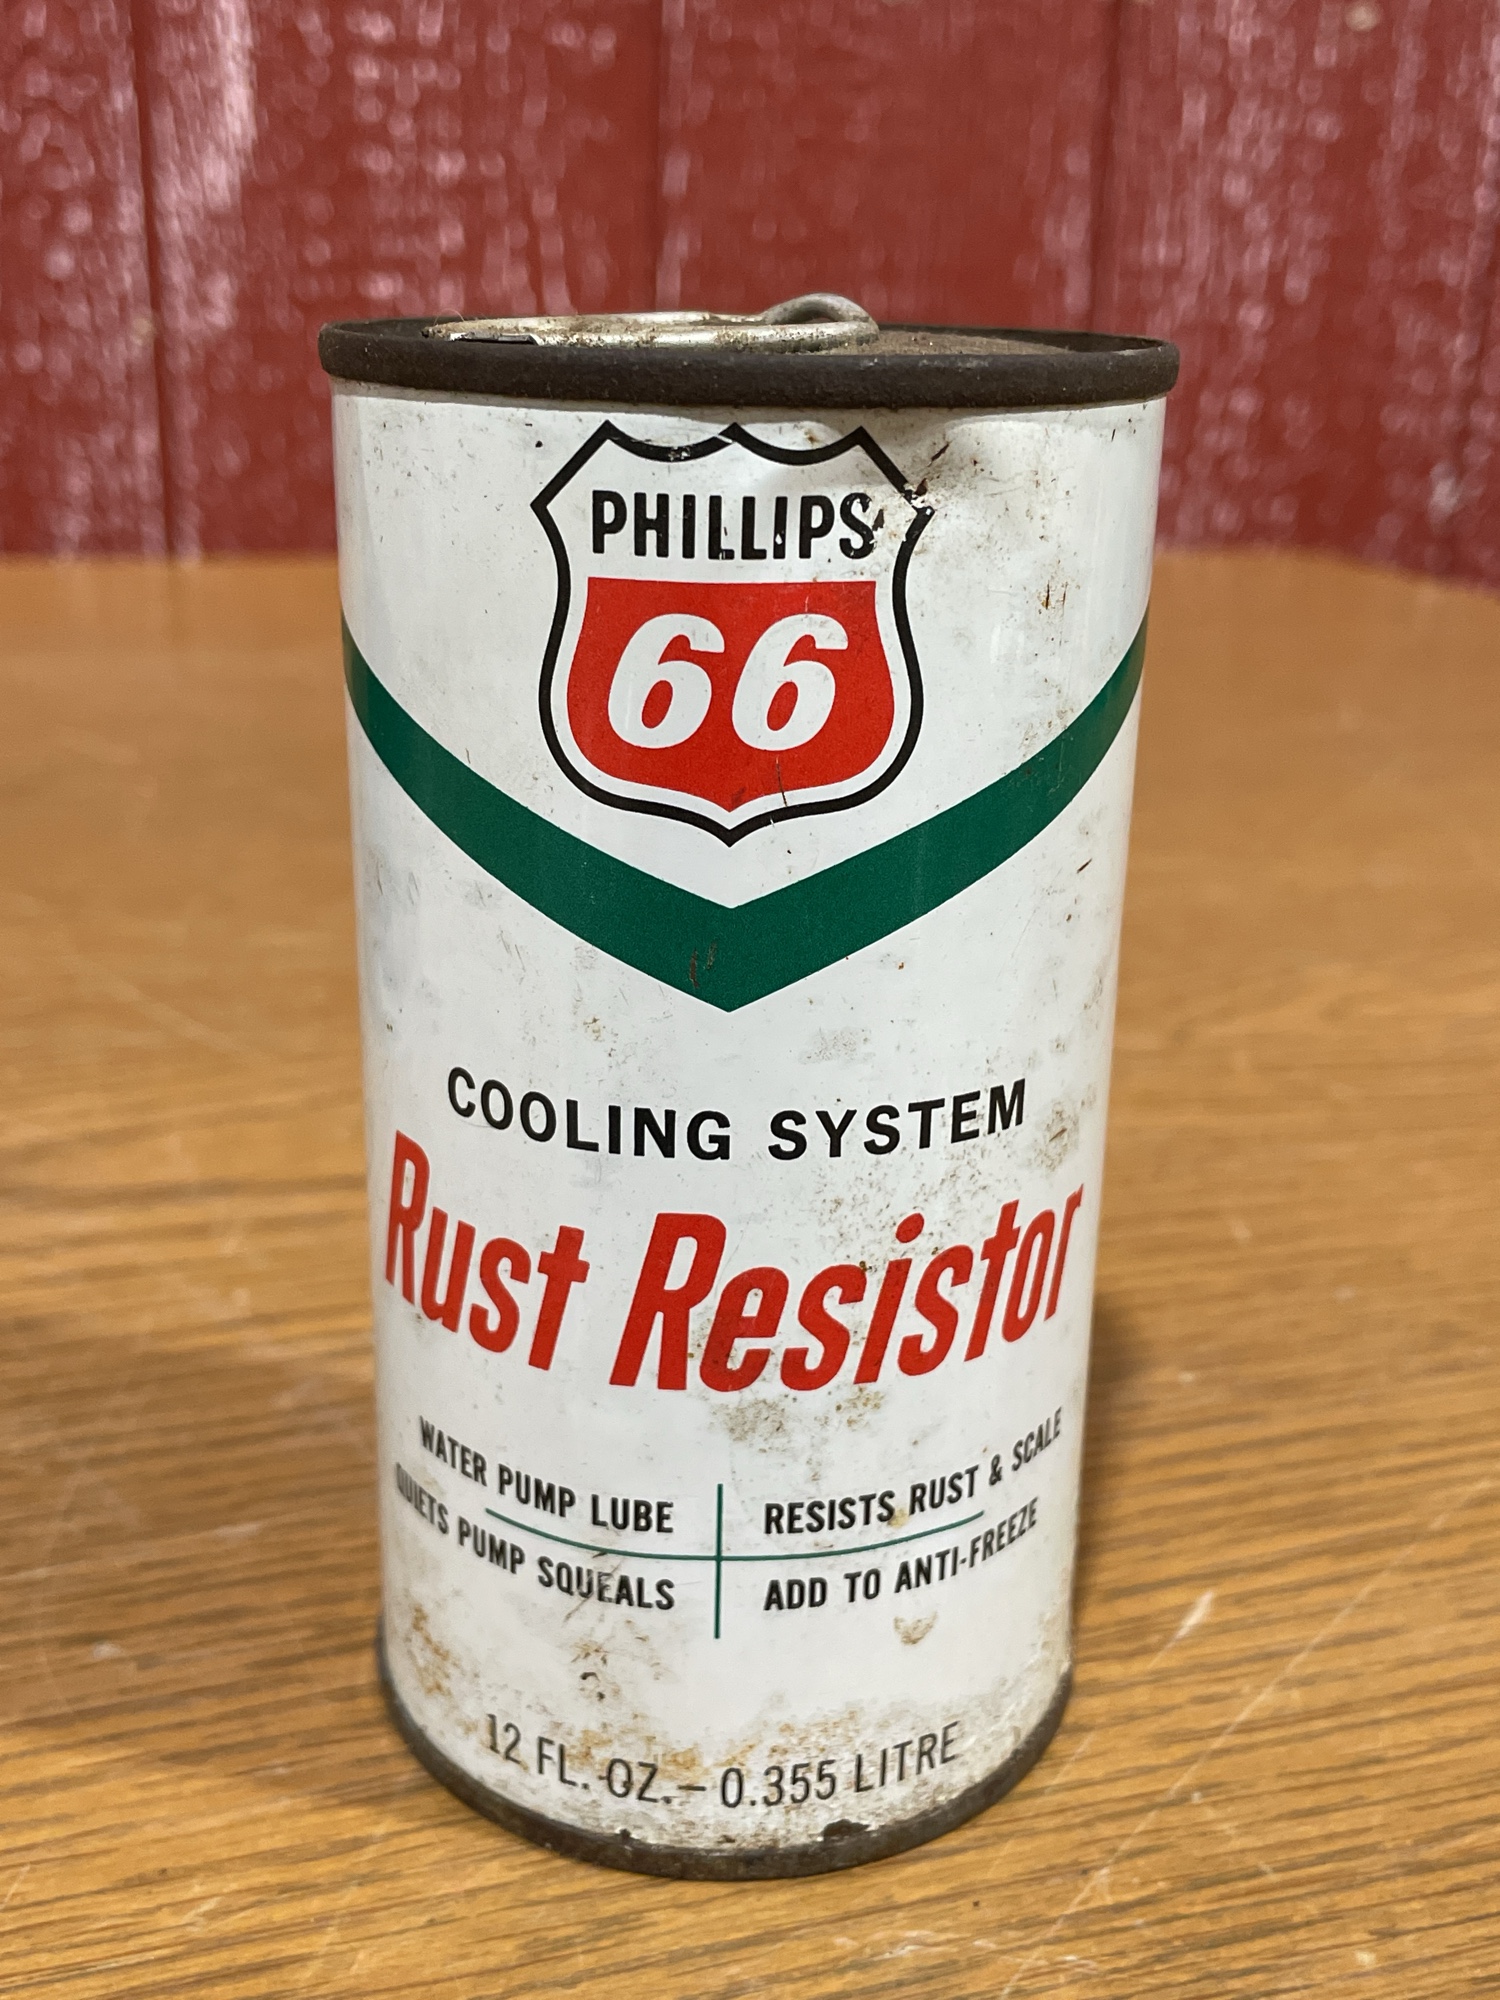 PHILLIPS
66
COOLING SYSTEM
Rust Resistor
WATER PUMP LUBE
QUIETS PUMP SQUEALS
RESISTS RUST & SCALE
ADD TO ANTI-FREEZE
12 FL. OZ. – 0.355 LITRE